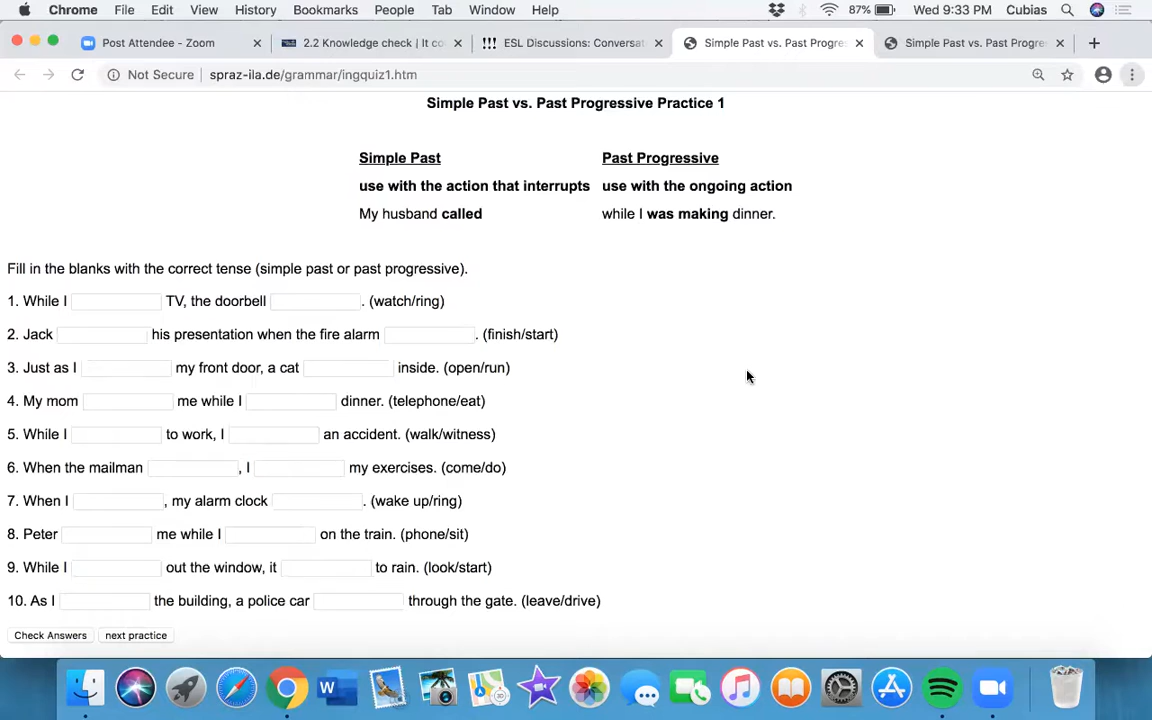 Chrome File Edit View History Bookmarks People Tab Window Help 87% Wed 9:33 PM Cubias
Post Attendee - Zoom 2.2 Knowledge check | It co !!! ESL Discussions: Conversat Simple Past vs. Past Progre Simple Past vs. Past Progre
Not Secure spraz-ila.de/grammar/ingquiz1.htm
Simple Past vs. Past Progressive Practice 1
Simple Past Past Progressive
use with the action that interrupts use with the ongoing action
My husband called while I was making dinner.
Fill in the blanks with the correct tense (simple past or past progressive).
1. While I TV, the doorbell . (watch/ring)
2. Jack his presentation when the fire alarm . (finish/start)
3. Just as I my front door, a cat inside. (open/run)
4. My mom me while I dinner. (telephone/eat)
5. While I to work, I an accident. (walk/witness)
6. When the mailman , I my exercises. (come/do)
7. When I , my alarm clock . (wake up/ring)
8. Peter me while I on the train. (phone/sit)
9. While I out the window, it to rain. (look/start)
10. As I the building, a police car through the gate. (leave/drive)
Check Answers next practice
W